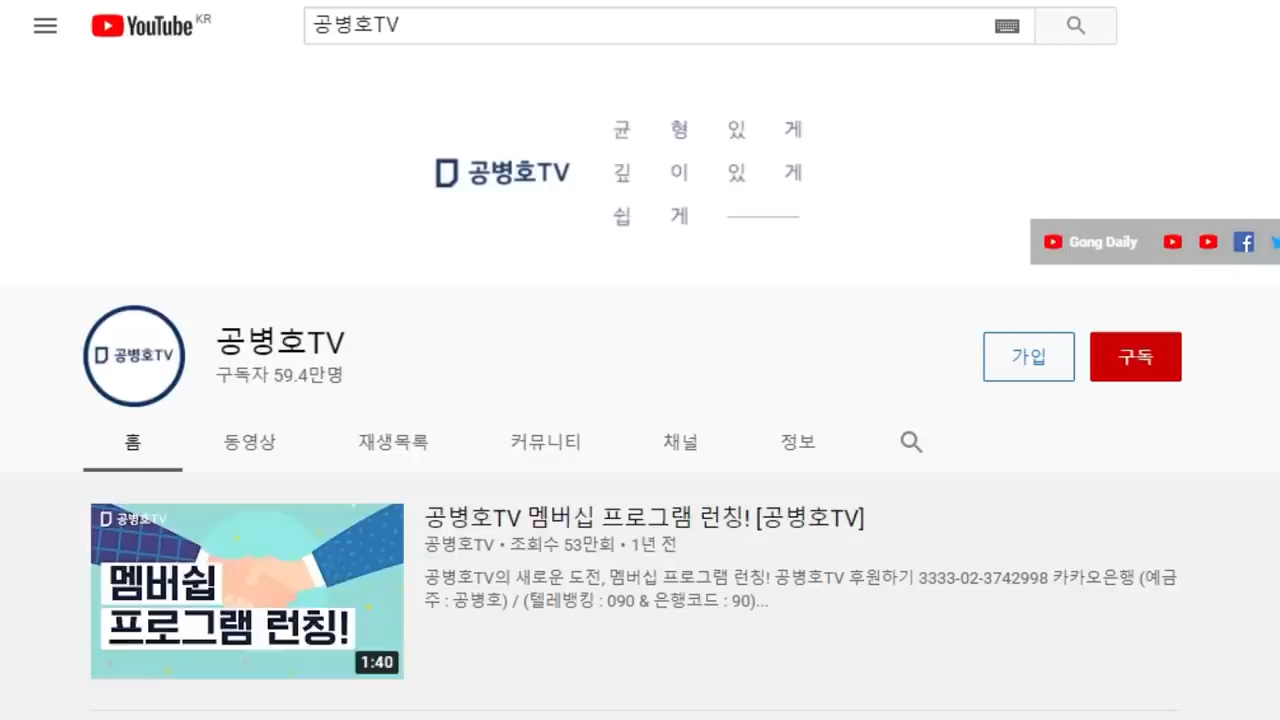 YouTube KR
공병호TV
균 형 있 게
공병호TV
깊 이 있 게
쉽 게
Gong Daily
공병호TV
공병호TV
구독자 59.4만명
가입
구독
홈 동영상 재생목록 커뮤니티 채널 정보
공병호TV
멤버쉽
프로그램 런칭!
1:40
공병호TV 멤버십 프로그램 런칭! [공병호TV]
공병호TV • 조회수 53만회 • 1년 전
공병호TV의 새로운 도전, 멤버십 프로그램 런칭! 공병호TV 후원하기 3333-02-3742998 카카오은행 (예금
주 : 공병호) / (텔레뱅킹 : 090 & 은행코드 : 90)...